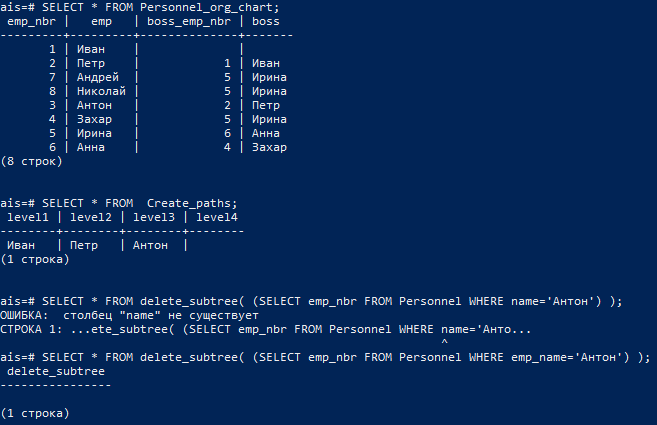 ais=# SELECT * FROM Personnel_org_chart;
 emp_nbr |   emp   | boss_emp_nbr | boss
---------+---------+--------------+-------
       1 | Иван    |              |
       2 | Петр    |            1 | Иван
       7 | Андрей  |            5 | Ирина
       8 | Николай |            5 | Ирина
       3 | Антон   |            2 | Петр
       4 | Захар   |            5 | Ирина
       5 | Ирина   |            6 | Анна
       6 | Анна    |            4 | Захар
(8 строк)
ais=# SELECT * FROM  Create_paths;
 level1 | level2 | level3 | level4
--------+--------+--------+--------
 Иван   | Петр   | Антон  |
(1 строка)
ais=# SELECT * FROM delete_subtree( (SELECT emp_nbr FROM Personnel WHERE name='Антон') );
ОШИБКА:  столбец "name" не существует
СТРОКА 1: ...ete_subtree( (SELECT emp_nbr FROM Personnel WHERE name='Анто...
                                                               ^
ais=# SELECT * FROM delete_subtree( (SELECT emp_nbr FROM Personnel WHERE emp_name='Антон') );
 delete_subtree
----------------
(1 строка)